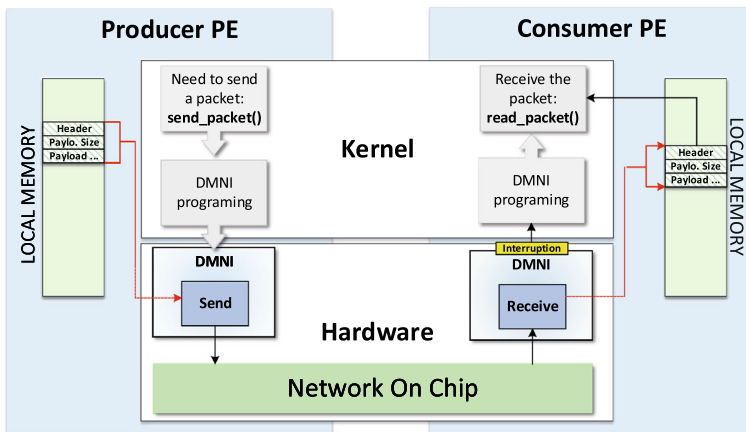 Producer PE
Consumer PE
LOCAL MEMORY
Header
Paylo. Size
Payload ...
Need to send
a packet:
send_packet()
Kernel
Receive the
packet:
read_packet()
DMNI
programing
DMNI
programing
LOCAL MEMORY
Header
Paylo. Size
Payload ...
DMNI
Send
Interruption
DMNI
Receive
Hardware
Network On Chip